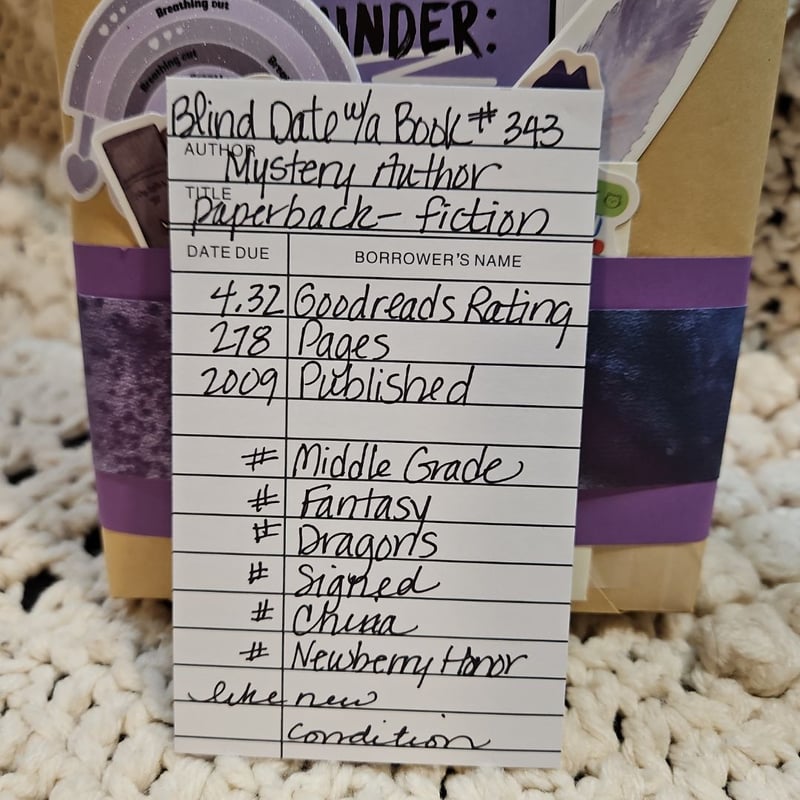 Breathing out
Breathing out
INDER:
Blind Date w/a Book # 343
AUTHOR
Mystery Author
TITLE
paperback - fiction
DATE DUE BORROWER'S NAME
4.32 Goodreads Rating
278 Pages
2009 Published
# Middle Grade
# Fantasy
# Dragons
# Signed
# China
# Newberry Honor
like new
condition